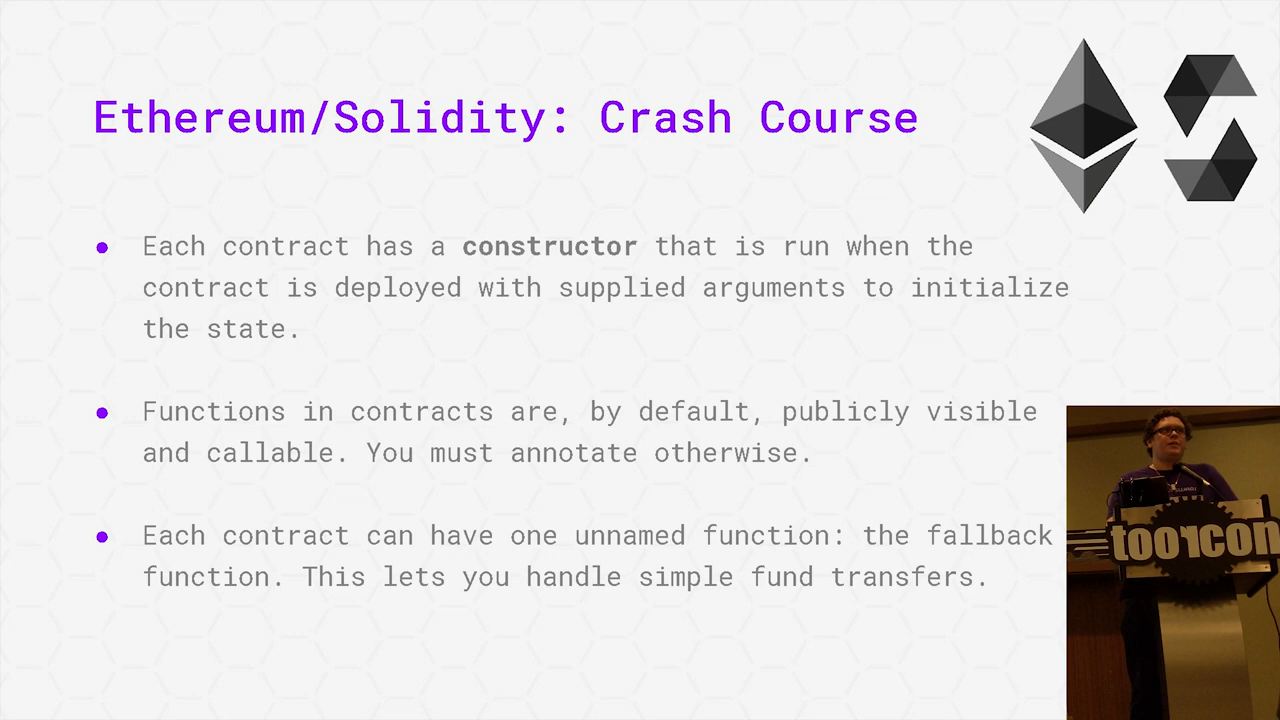 Ethereum/Solidity: Crash Course
Each contract has a constructor that is run when the
contract is deployed with supplied arguments to initialize
the state.
Functions in contracts are, by default, publicly visible
and callable. You must annotate otherwise.
Each contract can have one unnamed function: the fallback
function. This lets you handle simple fund transfers.
toorcon